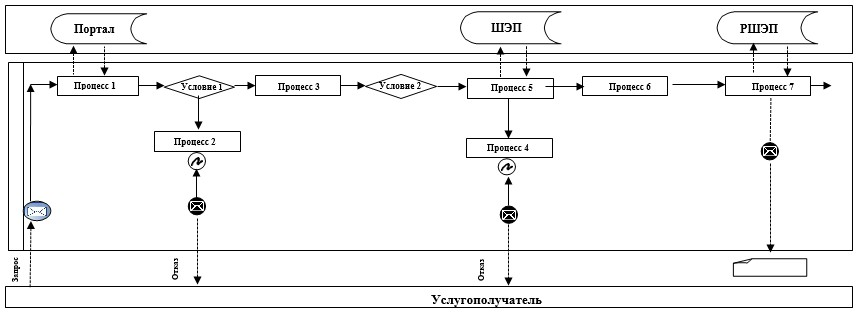 Портал
ШЭП
РШЭП
Процесс 1
Условие 1
Процесс 3
Условие 2
Процесс 5
Процесс 6
Процесс 7
Процесс 2
Процесс 4
Запрос
Отказ
Отказ
Услугополучатель